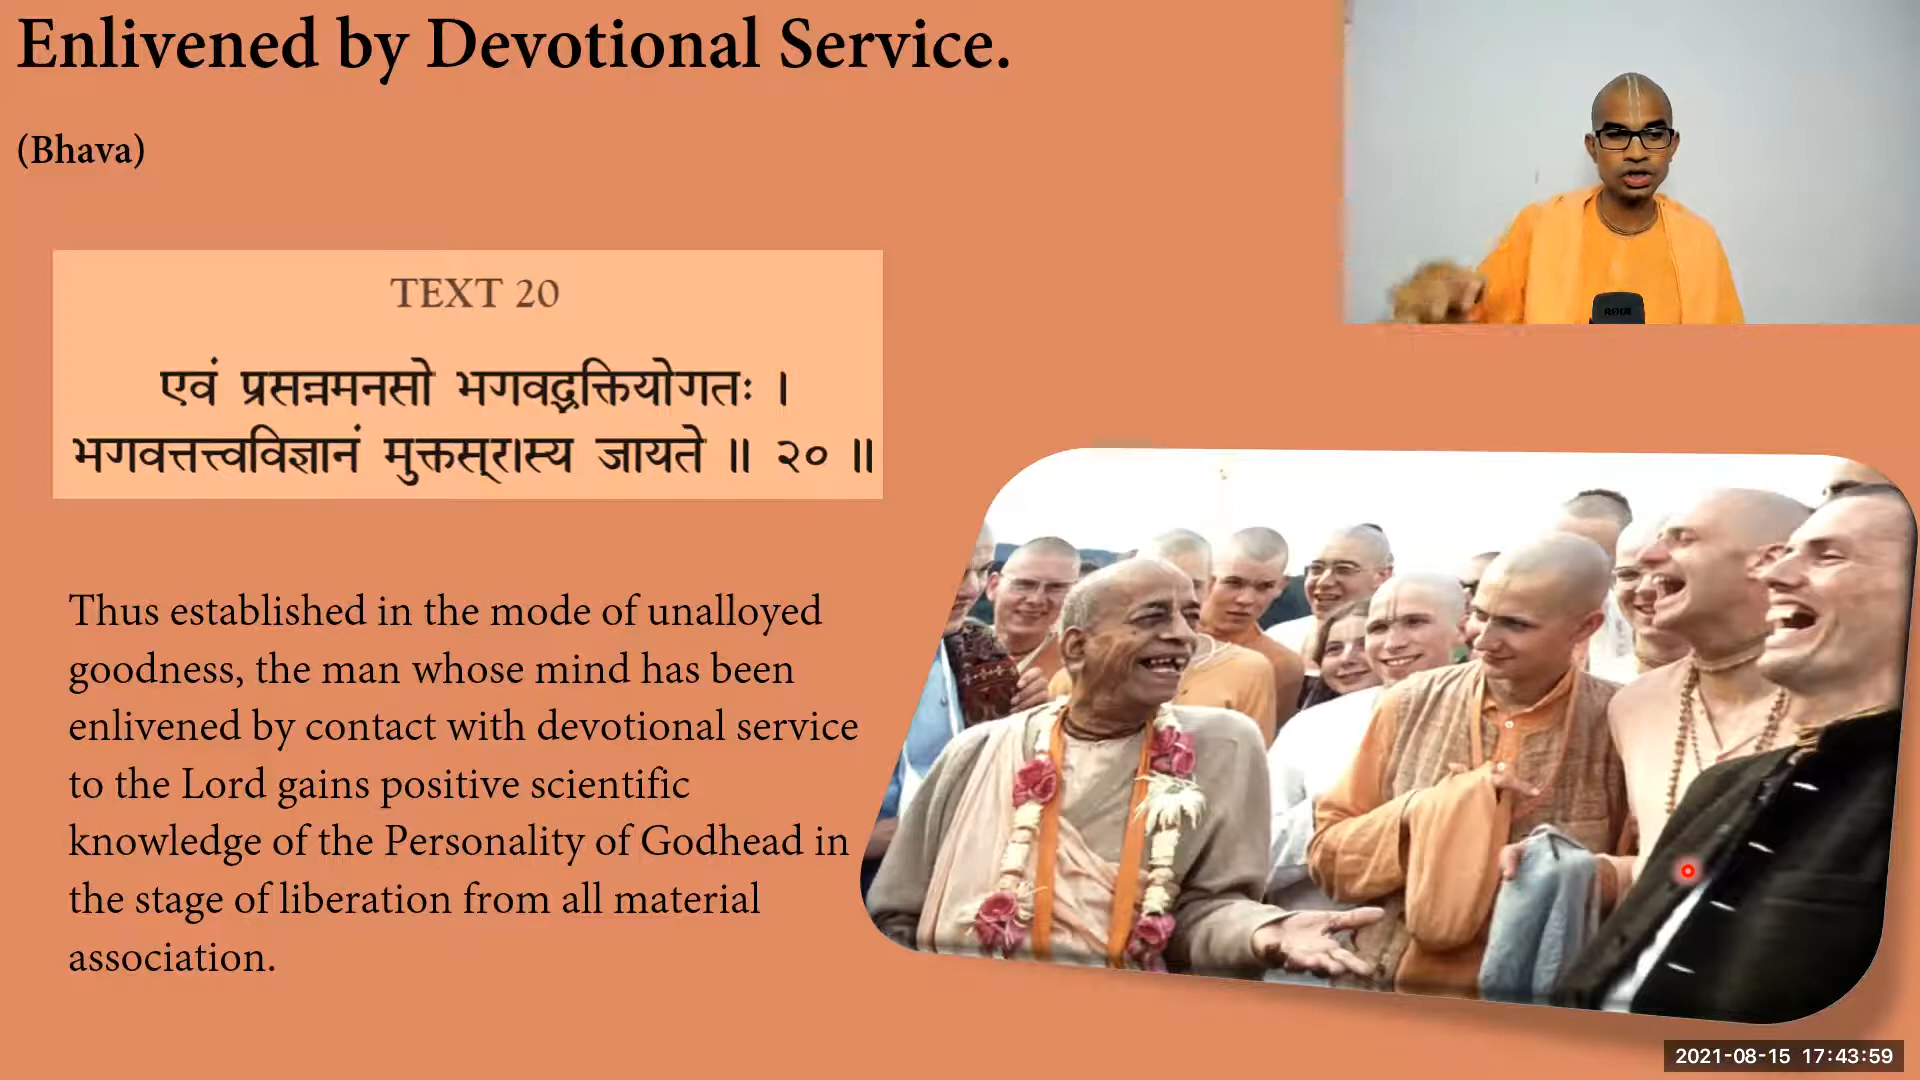 Enlivened by Devotional Service.
(Bhava)
TEXT 20
एवं प्रसन्नमनसो भगवद्भक्तियोगतः ।
भगवत्तत्त्वविज्ञानं मुक्तस्र।स्य जायते ॥ २० ॥
Thus established in the mode of unalloyed
goodness, the man whose mind has been
enlivened by contact with devotional service
to the Lord gains positive scientific
knowledge of the Personality of Godhead in
the stage of liberation from all material
association.
RØDE
2021-08-15 17:43:59